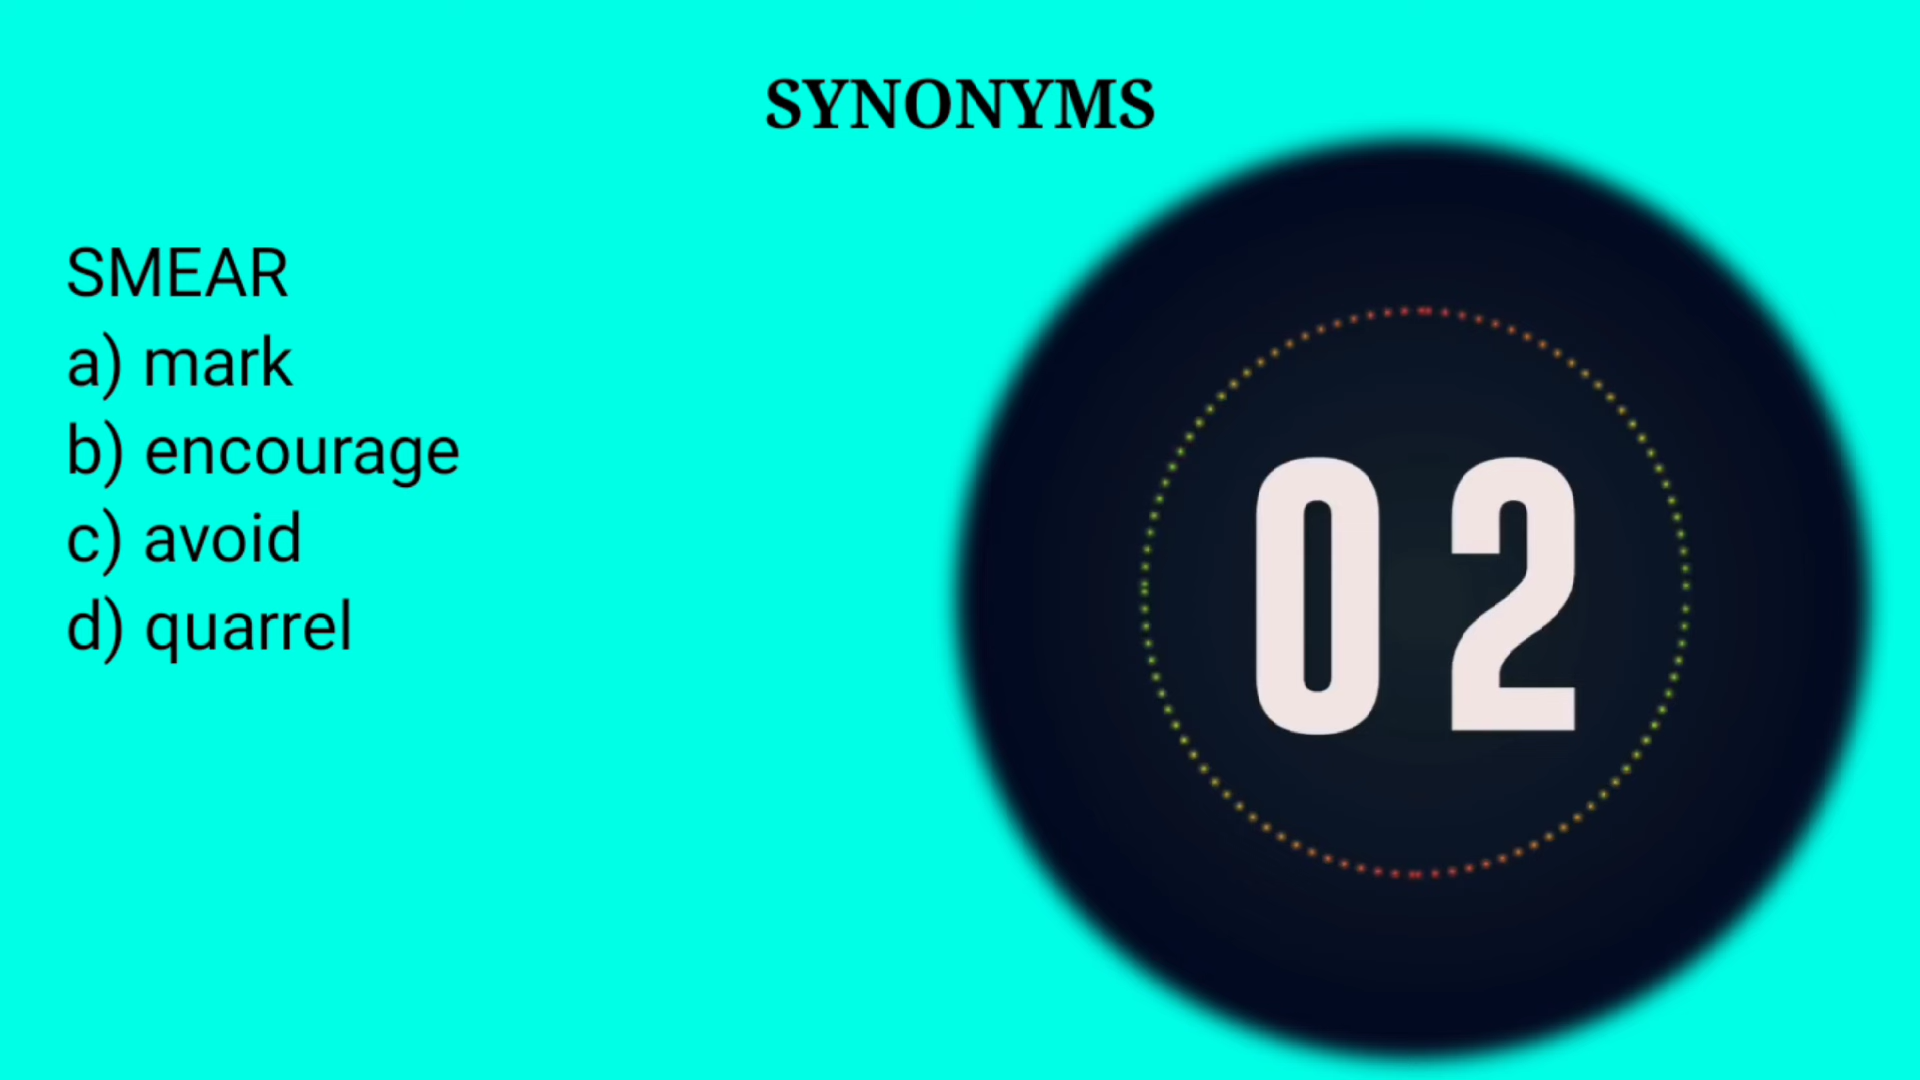 SYNONYMS
SMEAR
a) mark
b) encourage
c) avoid
d) quarrel
02